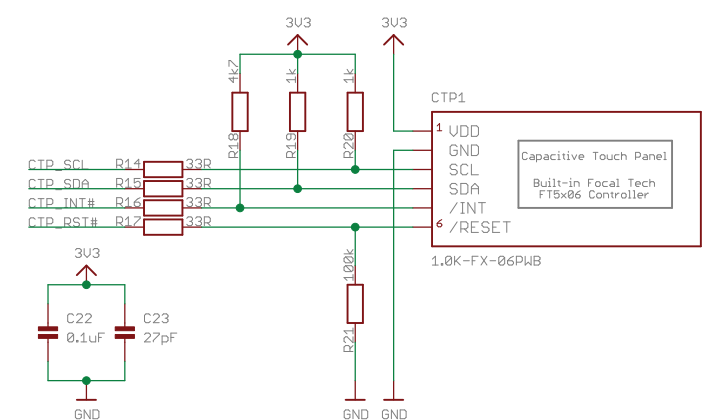 3V3 3V3
4k7 1k 1k
CTP1
R18 R19 R20
1 VDD
GND
Capacitive Touch Panel
CTP_SCL R14 33R
SCL
CTP_SDA R15 33R
SDA
Built-in Focal Tech
FT5x06 Controller
CTP_INT# R16 33R
/INT
CTP_RST# R17 33R
6 /RESET
1.0K-FX-06PWB
3V3
100k
R21
C22 C23
0.1uF 27pF
GND GND GND